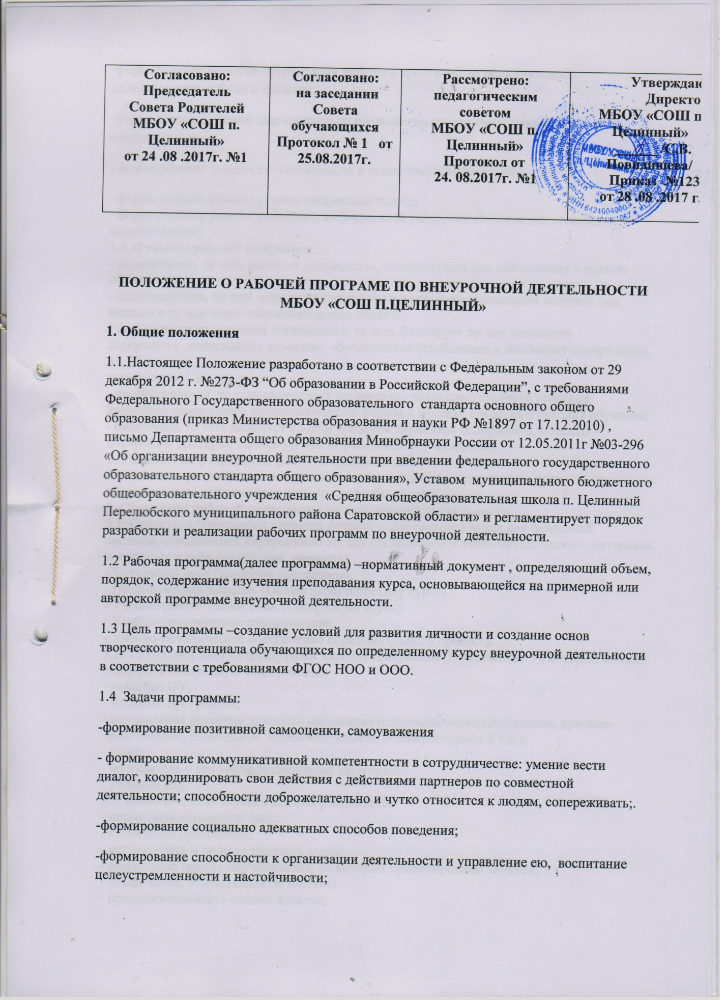 Согласовано:
Председатель
Совета Родителей
МБОУ «СОШ п.
Целинный»
от 24 .08 .2017г. №1
Согласовано:
на заседании
Совета
обучающихся
Протокол № 1 от
25.08.2017г.
Рассмотрено:
педагогическим
советом
МБОУ «СОШ п.
Целинный»
Протокол от
24. 08.2017г. №1
Утверждаю
Директо
МБОУ «СОШ п
Целинный»
/С.В.
Повидишева/
Приказ №123
от 28 .08 .2017 г.
ПОЛОЖЕНИЕ О РАБОЧЕЙ ПРОГРАМЕ ПО ВНЕУРОЧНОЙ ДЕЯТЕЛЬНОСТИ
МБОУ «СОШ П.ЦЕЛИННЫЙ»
1. Общие положения
1.1.Настоящее Положение разработано в соответствии с Федеральным законом от 29
декабря 2012 г. №273-ФЗ “Об образовании в Российской Федерации”, с требованиями
Федерального Государственного образовательного стандарта основного общего
образования (приказ Министерства образования и науки РФ №1897 от 17.12.2010) ,
письмо Департамента общего образования Минобрнауки России от 12.05.2011г №03-296
«Об организации внеурочной деятельности при введении федерального государственного
образовательного стандарта общего образования», Уставом муниципального бюджетного
общеобразовательного учреждения «Средняя общеобразовательная школа п. Целинный
Перелюбского муниципального района Саратовской области» и регламентирует порядок
разработки и реализации рабочих программ по внеурочной деятельности.
1.2 Рабочая программа(далее программа) –нормативный документ , определяющий объем,
порядок, содержание изучения преподавания курса, основывающейся на примерной или
авторской программе внеурочной деятельности.
1.3 Цель программы –создание условий для развития личности и создание основ
творческого потенциала обучающихся по определенному курсу внеурочной деятельности
в соответствии с требованиями ФГОС НОО и ООО.
1.4 Задачи программы:
-формирование позитивной самооценки, самоуважения
- формирование коммуникативной компетентности в сотрудничестве: умение вести
диалог, координировать свои действия с действиями партнеров по совместной
деятельности; способности доброжелательно и чутко относится к людям, сопереживать;.
-формирование социально адекватных способов поведения;
-формирование способности к организации деятельности и управление ею, воспитание
целеустремленности и настойчивости;